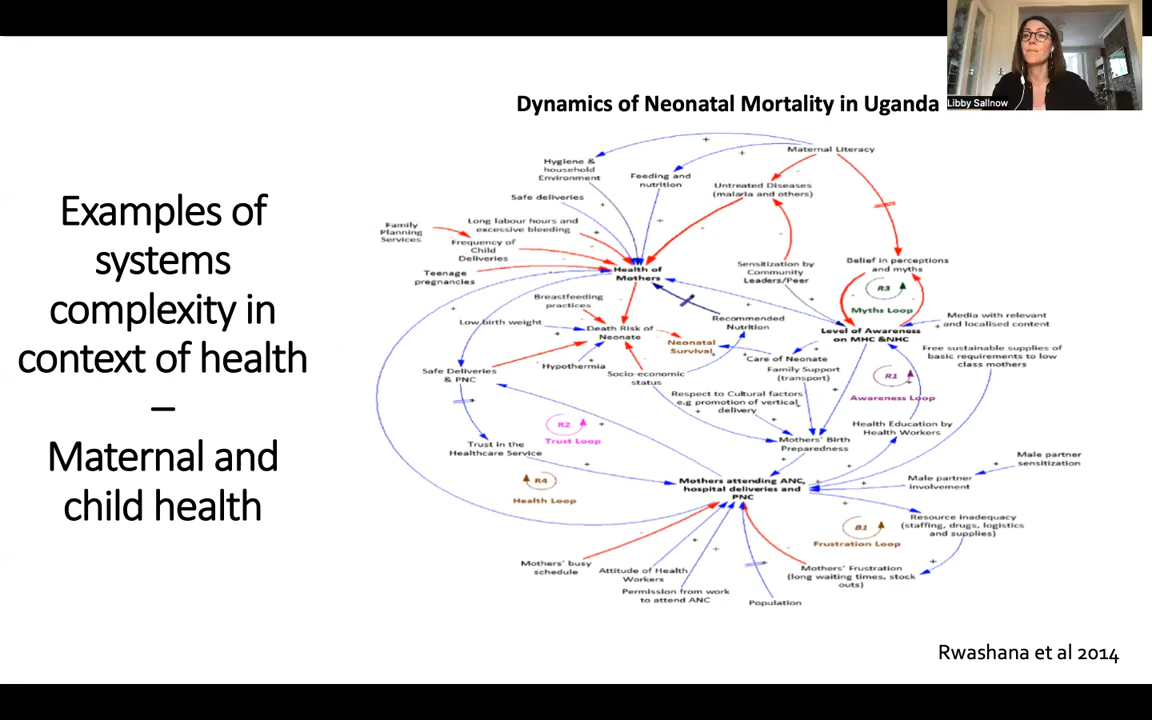 Libby Sallnow
Dynamics of Neonatal Mortality in Uganda
Examples of
systems
complexity in
context of health
–
Maternal and
child health
Maternal Literacy
Hygiene &
household
Environment
Feeding and
nutrition
Untreated Diseases
(malaria and others)
Safe deliveries
Long labour hours and
excessive bleeding
Family
Planning
Services
Frequency of
Child
Deliveries
Teenage
pregnancies
Health of
Mothers
Sensitization by
Community
Leaders/Peer
Belief in perceptions
and myths
R3
Myths Loop
Breastfeeding
practices
Low birth weight
Death Risk of
Neonate
Recommended
Nutrition
Level of Awareness
on MHC &NHC
Media with relevant
and localised content
Neonatal
Survival
Care of Neonate
Free sustainable supplies of
basic requirements to low
class mothers
Safe Deliveries
& PNC
Hypothermia
Socio-economic
status
Family Support
(transport)
R1
Awareness Loop
Respect to Cultural factors
e.g promotion of vertical
delivery
R2
Trust Loop
Health Education by
Health Workers
Trust in the
Healthcare Service
Mothers' Birth
Preparedness
Male partner
sensitization
R4
Health Loop
Mothers attending ANC,
hospital deliveries and
PNC
Male partner
involvement
B1
Frustration Loop
Resource inadequacy
(staffing, drugs, logistics
and supplies)
Mothers' busy
schedule
Attitude of Health
Workers
Permission from work
to attend ANC
Population
Mothers' Frustration
(long waiting times, stock
outs)
Rwashana et al 2014